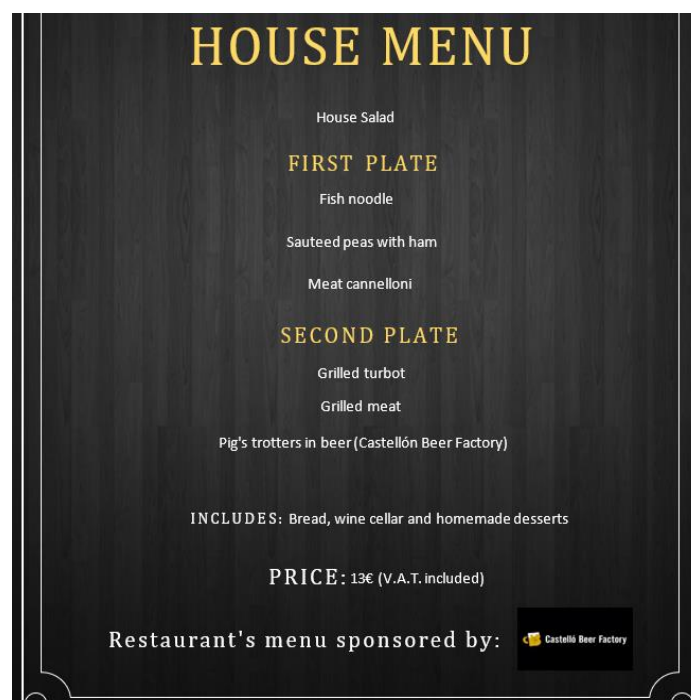 HOUSE MENU
House Salad
FIRST PLATE
Fish noodle
Sauteed peas with ham
Meat cannelloni
SECOND PLATE
Grilled turbot
Grilled meat
Pig's trotters in beer (Castellón Beer Factory)
INCLUDES: Bread, wine cellar and homemade desserts
PRICE: 13€ (V.A.T. included)
Restaurant's menu sponsored by: Castelló Beer Factory